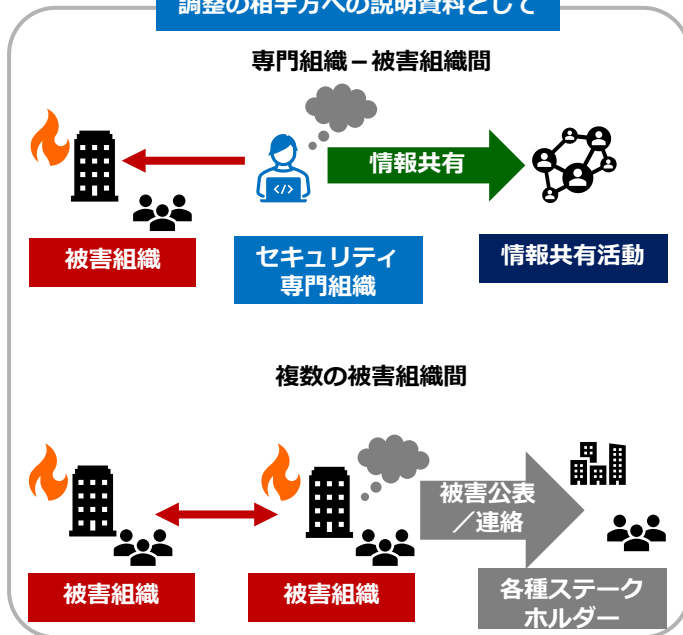 調整の相手方への説明資料として
専門組織－被害組織間
情報共有
被害組織
セキュリティ
専門組織
情報共有活動
複数の被害組織間
被害公表
／連絡
被害組織
被害組織
各種ステーク
ホルダー